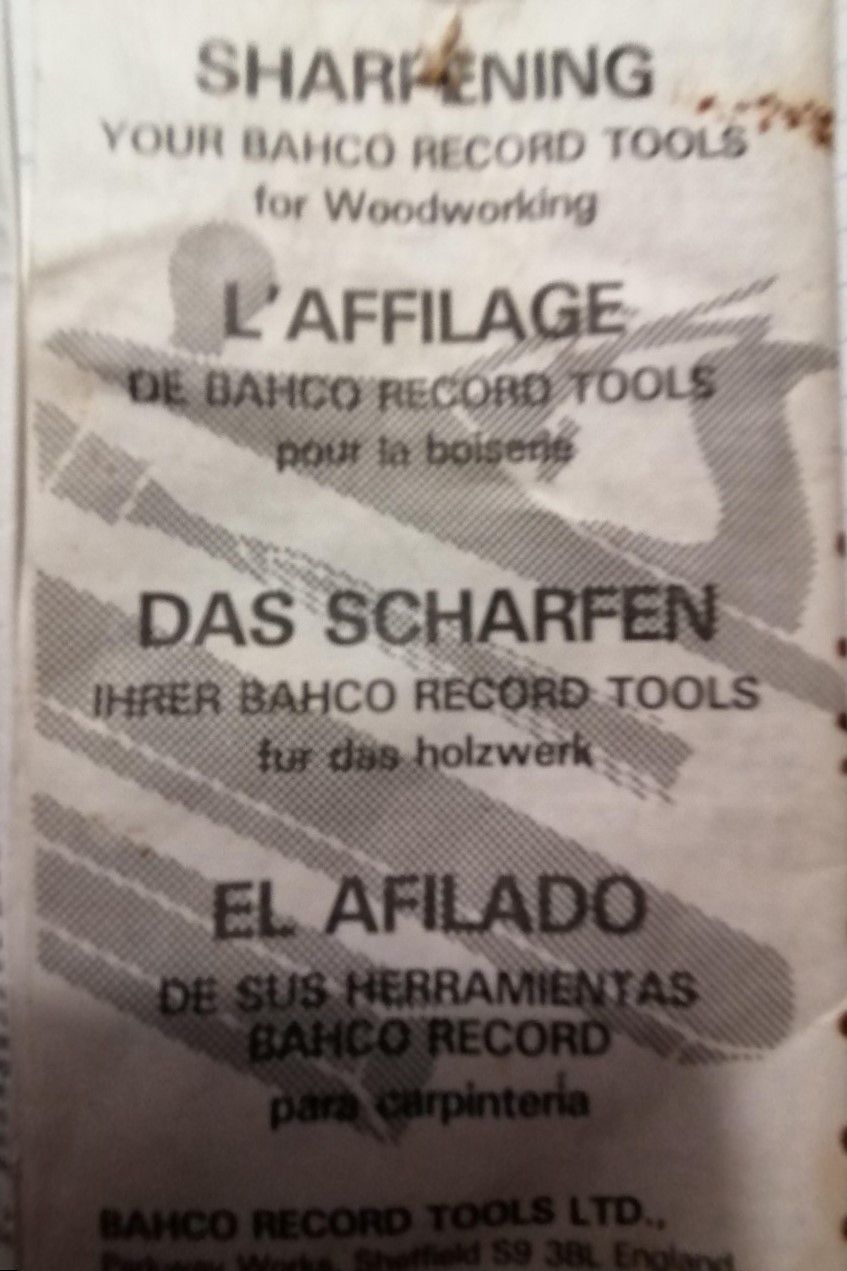 SHARPENING
YOUR BAHCO RECORD TOOLS
for Woodworking
L'AFFILAGE
DE BAHCO RECORD TOOLS
pour la boiserie
DAS SCHARFEN
IHRER BAHCO RECORD TOOLS
fur das holzwerk
EL AFILADO
DE SUS HERRAMIENTAS
BAHCO RECORD
para carpinteria
BAHCO RECORD TOOLS LTD.,
Parkway Works, Sheffield S9 3BL England